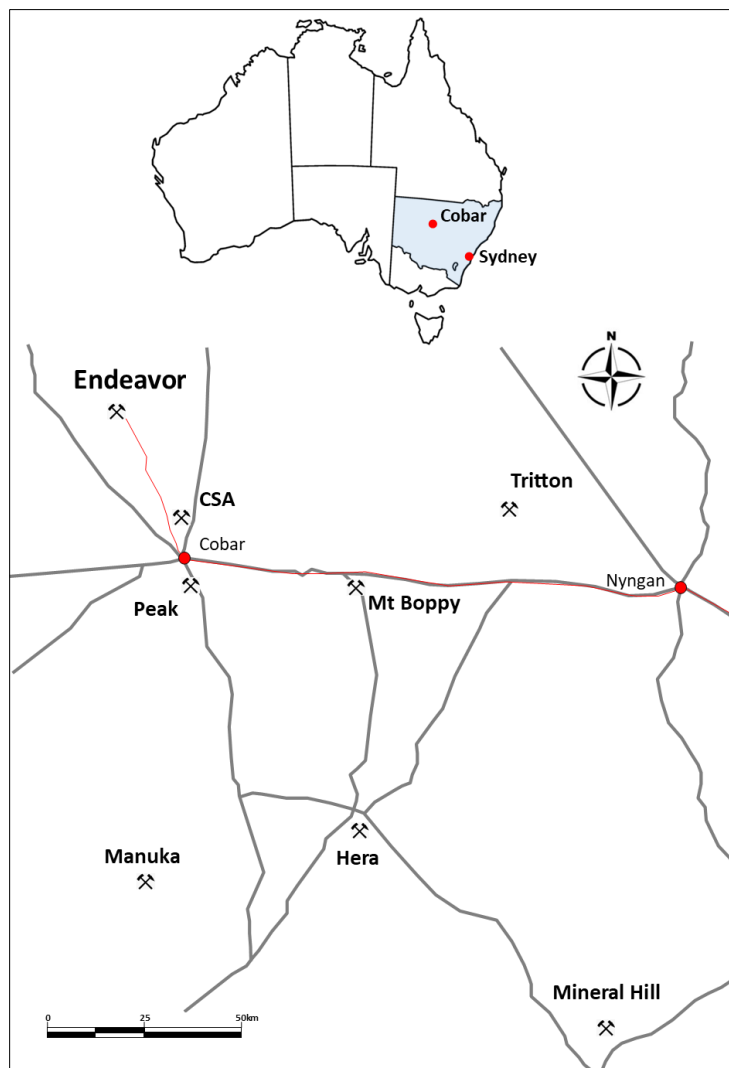 Cobar
Sydney
N
Endeavor
Tritton
CSA
Cobar
Nyngan
Peak
Mt Boppy
Manuka
Hera
Mineral Hill
0 25 50km